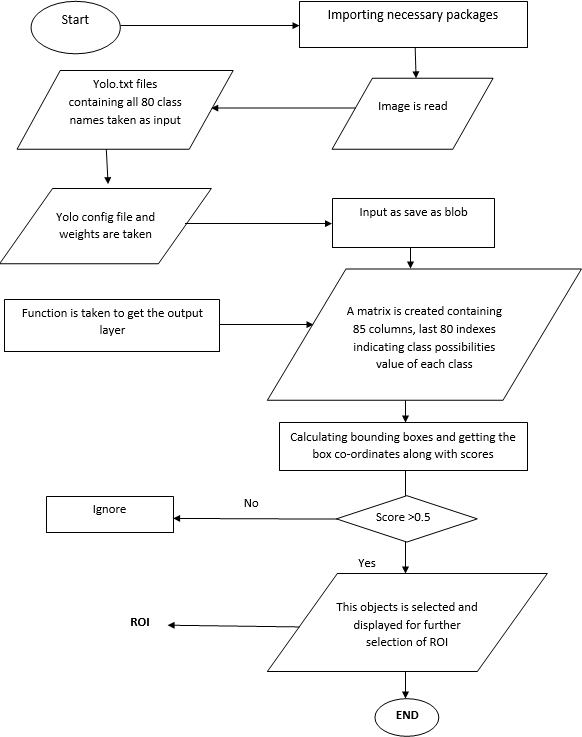 Start
Importing necessary packages
Image is read
Yolo.txt files
containing all 80 class
names taken as input
Yolo config file and
weights are taken
Input as save as blob
Function is taken to get the output
layer
A matrix is created containing
85 columns, last 80 indexes
indicating class possibilities
value of each class
Calculating bounding boxes and getting the
box co-ordinates along with scores
Score >0.5
No
Ignore
Yes
This objects is selected and
displayed for further
selection of ROI
ROI
END